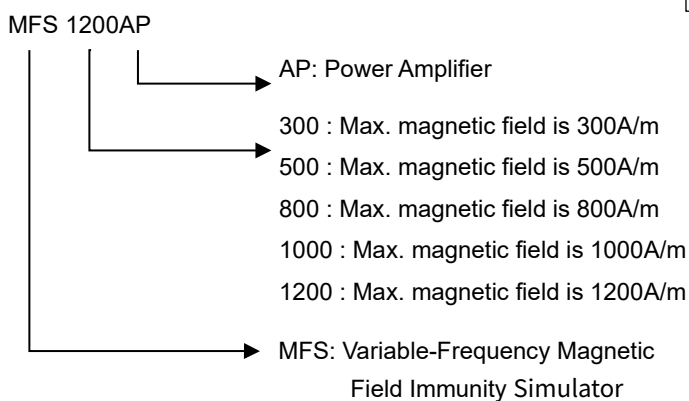 MFS 1200AP
AP: Power Amplifier
300 : Max. magnetic field is 300A/m
500 : Max. magnetic field is 500A/m
800 : Max. magnetic field is 800A/m
1000 : Max. magnetic field is 1000A/m
1200 : Max. magnetic field is 1200A/m
MFS: Variable-Frequency Magnetic
Field Immunity Simulator